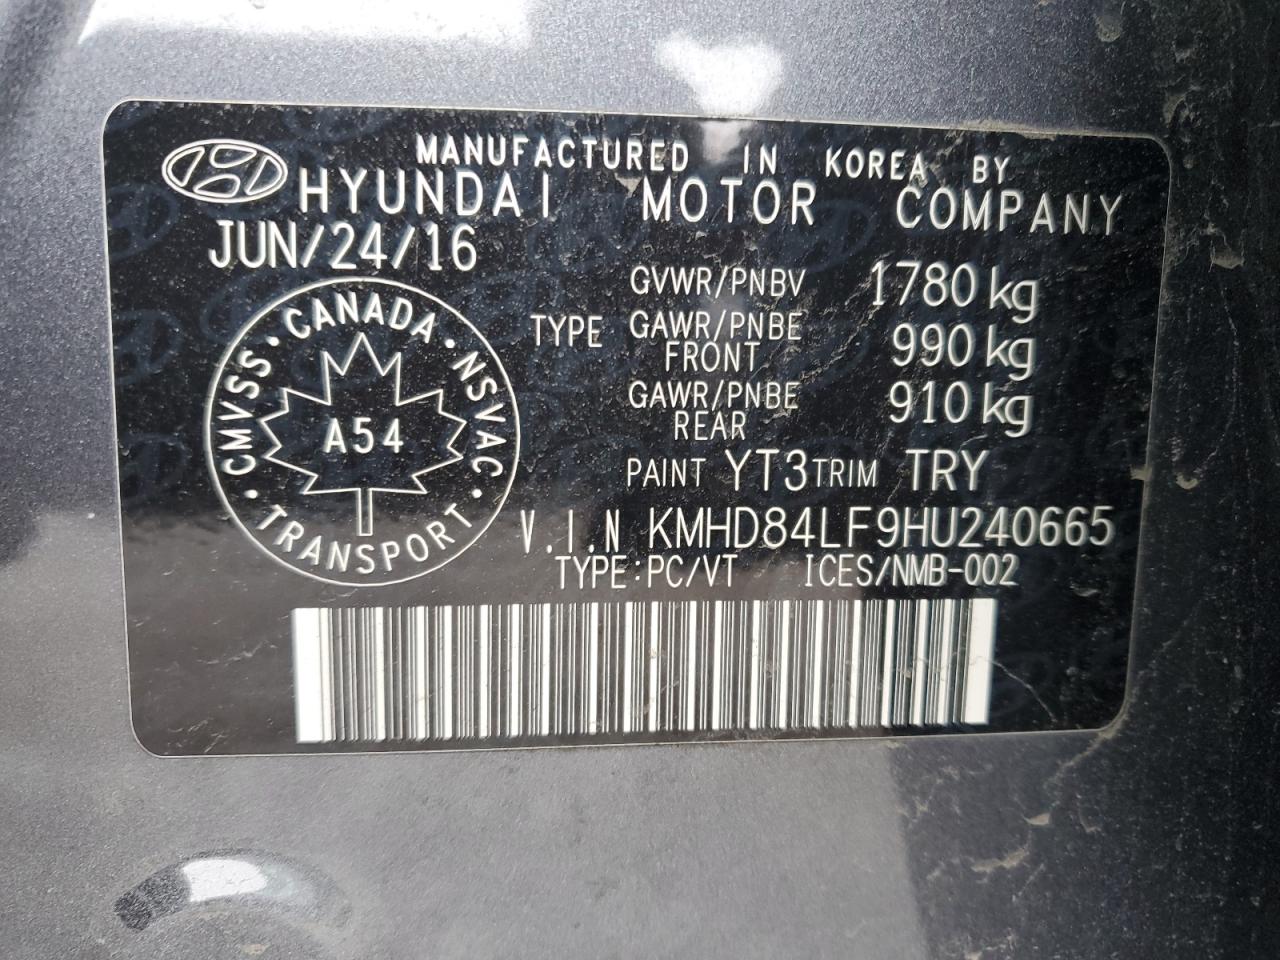 MANUFACTURED IN KOREA BY
HYUNDAI MOTOR COMPANY
JUN/24/16
GVWR/PNBV 1780 kg
TYPE GAWR/PNBE FRONT 990 kg
GAWR/PNBE REAR 910 kg
PAINT YT3 TRIM TRY
V.I.N KMHD84LF9HU240665
TYPE:PC/VT ICES/NMB-002
CANADA · NSVAC · TRANSPORT · CMVSS ·
A54